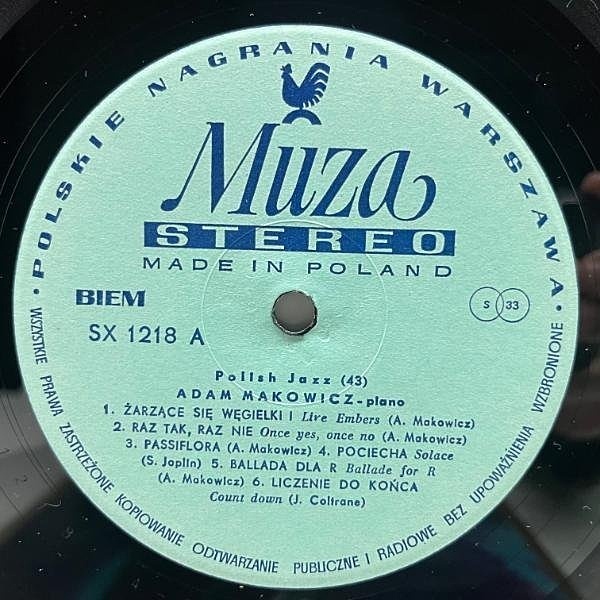 • POLSKIE NAGRANIA WARSZAWA •
Muza
STEREO
MADE IN POLAND
BIEM
SX 1218 A
S 33
Polish Jazz (43)
ADAM MAKOWICZ - piano
1. ŻARZĄCE SIĘ WĘGIELKI I Live Embers (A. Makowicz)
2. RAZ TAK, RAZ NIE Once yes, once no (A. Makowicz)
3. PASSIFLORA (A. Makowicz) 4. POCIECHA Solace
(S. Joplin) 5. BALLADA DLA R Ballade for R
(A. Makowicz) 6. LICZENIE DO KOŃCA
Count down (J. Coltrane)
WSZYSTKIE PRAWA ZASTRZEŻONE KOPIOWANIE ODTWARZANIE PUBLICZNE I RADIOWE BEZ UPOWAŻNIENIA WZBRONIONE